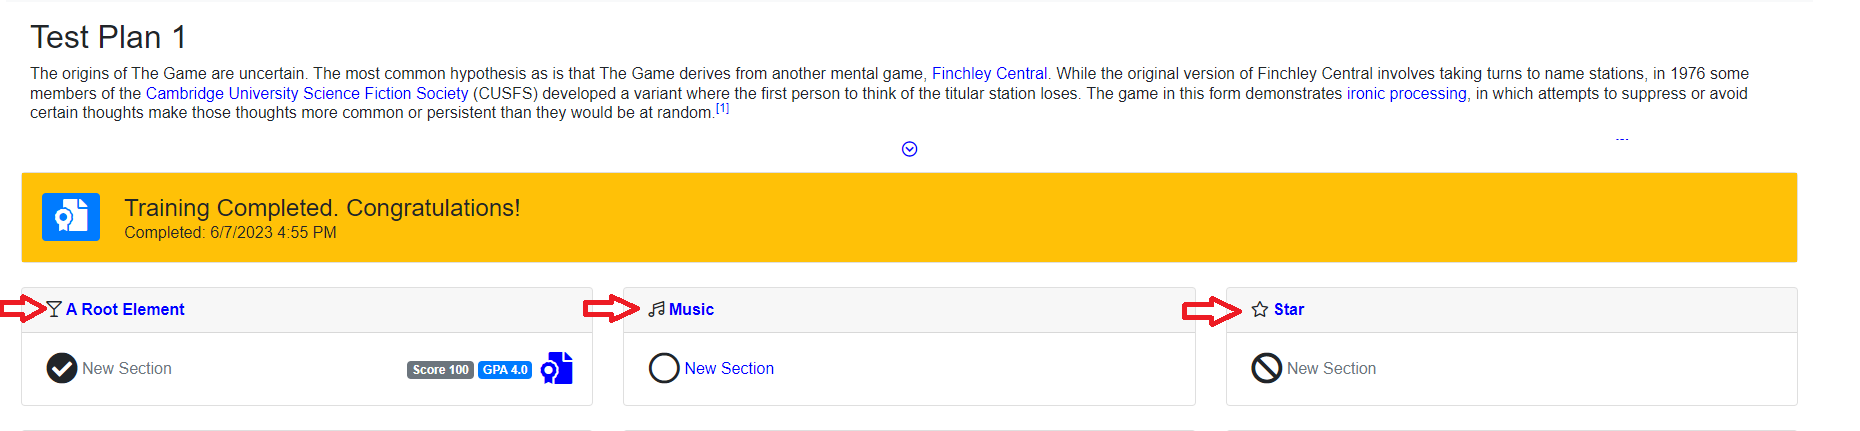 Test Plan 1
The origins of The Game are uncertain. The most common hypothesis as is that The Game derives from another mental game, Finchley Central. While the original version of Finchley Central involves taking turns to name stations, in 1976 some
members of the Cambridge University Science Fiction Society (CUSFS) developed a variant where the first person to think of the titular station loses. The game in this form demonstrates ironic processing, in which attempts to suppress or avoid
certain thoughts make those thoughts more common or persistent than they would be at random.[1]
Training Completed. Congratulations!
Completed: 6/7/2023 4:55 PM
A Root Element
New Section Score 100 GPA 4.0
Music
New Section
Star
New Section